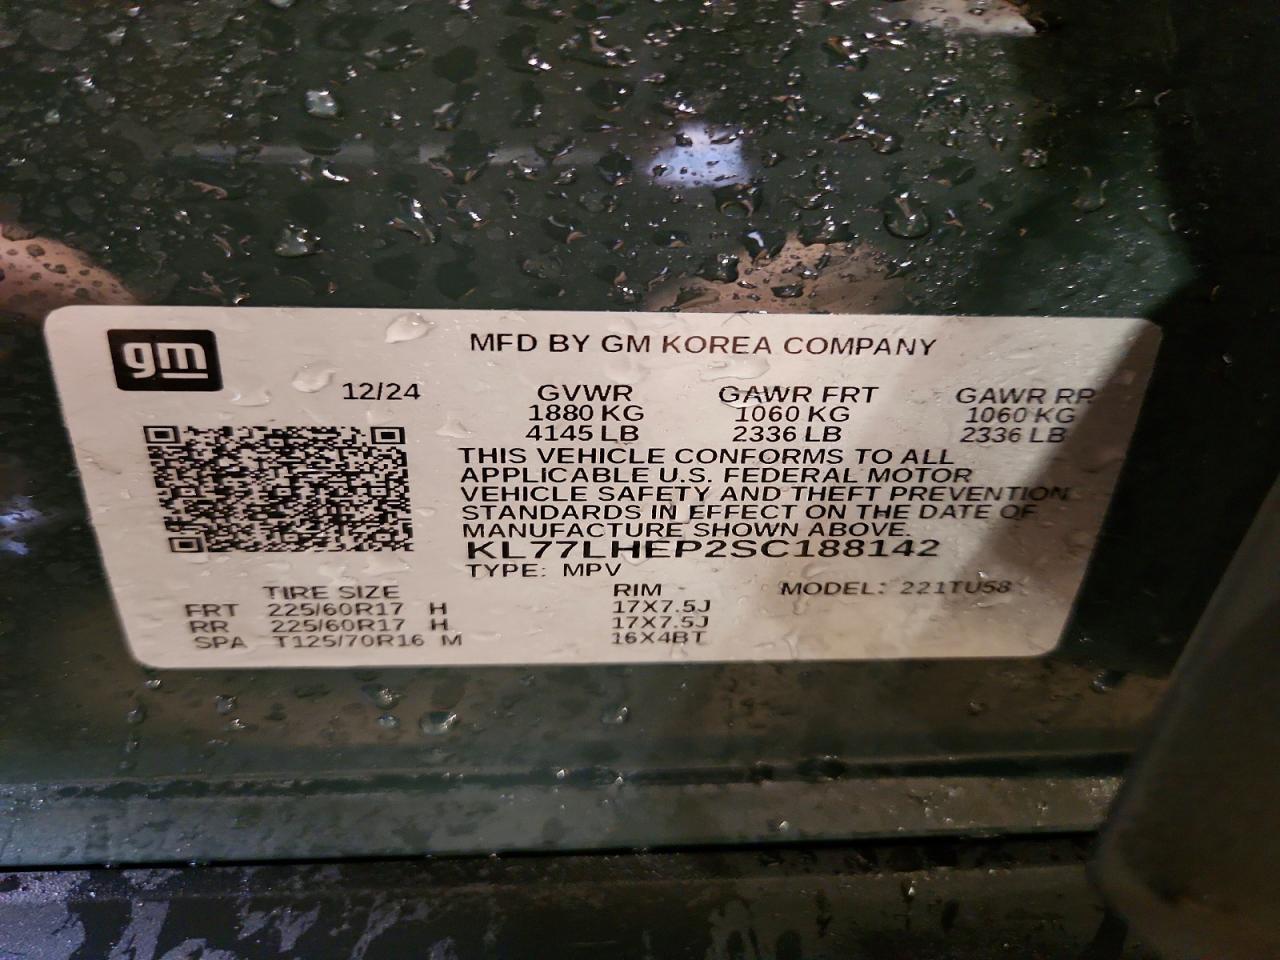 gm
MFD BY GM KOREA COMPANY
12/24 GVWR GAWR FRT GAWR RR
1880 KG 1060 KG 1060 KG
4145 LB 2336 LB 2336 LB
THIS VEHICLE CONFORMS TO ALL
APPLICABLE U.S. FEDERAL MOTOR
VEHICLE SAFETY AND THEFT PREVENTION
STANDARDS IN EFFECT ON THE DATE OF
MANUFACTURE SHOWN ABOVE.
KL77LHEP2SC188142
TYPE: MPV
TIRE SIZE RIM MODEL: 221TU58
FRT 225/60R17 H 17X7.5J
RR 225/60R17 H 17X7.5J
SPA T125/70R16 M 16X4BT